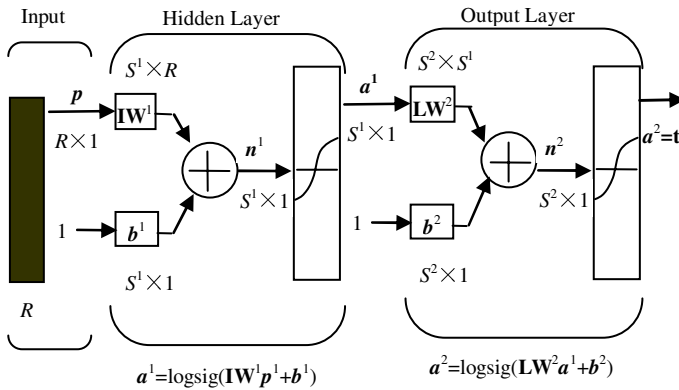 Input
Hidden Layer
Output Layer
S¹×R
S²×S¹
p
IW¹
a¹
LW²
R×1
n¹
S¹×1
n²
a²=t
S¹×1
S²×1
1
b¹
1
b²
S¹×1
S²×1
R
a¹=logsig(IW¹p¹+b¹)
a²=logsig(LW²a¹+b²)